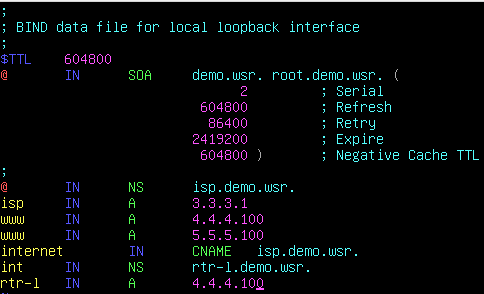 ;
; BIND data file for local loopback interface
;
$TTL    604800
@       IN      SOA     demo.wsr. root.demo.wsr. (
                              2         ; Serial
                         604800         ; Refresh
                          86400         ; Retry
                        2419200         ; Expire
                         604800 )       ; Negative Cache TTL
;
@       IN      NS      isp.demo.wsr.
isp     IN      A       3.3.3.1
www     IN      A       4.4.4.100
www     IN      A       5.5.5.100
internet        IN      CNAME   isp.demo.wsr.
int     IN      NS      rtr-l.demo.wsr.
rtr-l   IN      A       4.4.4.100